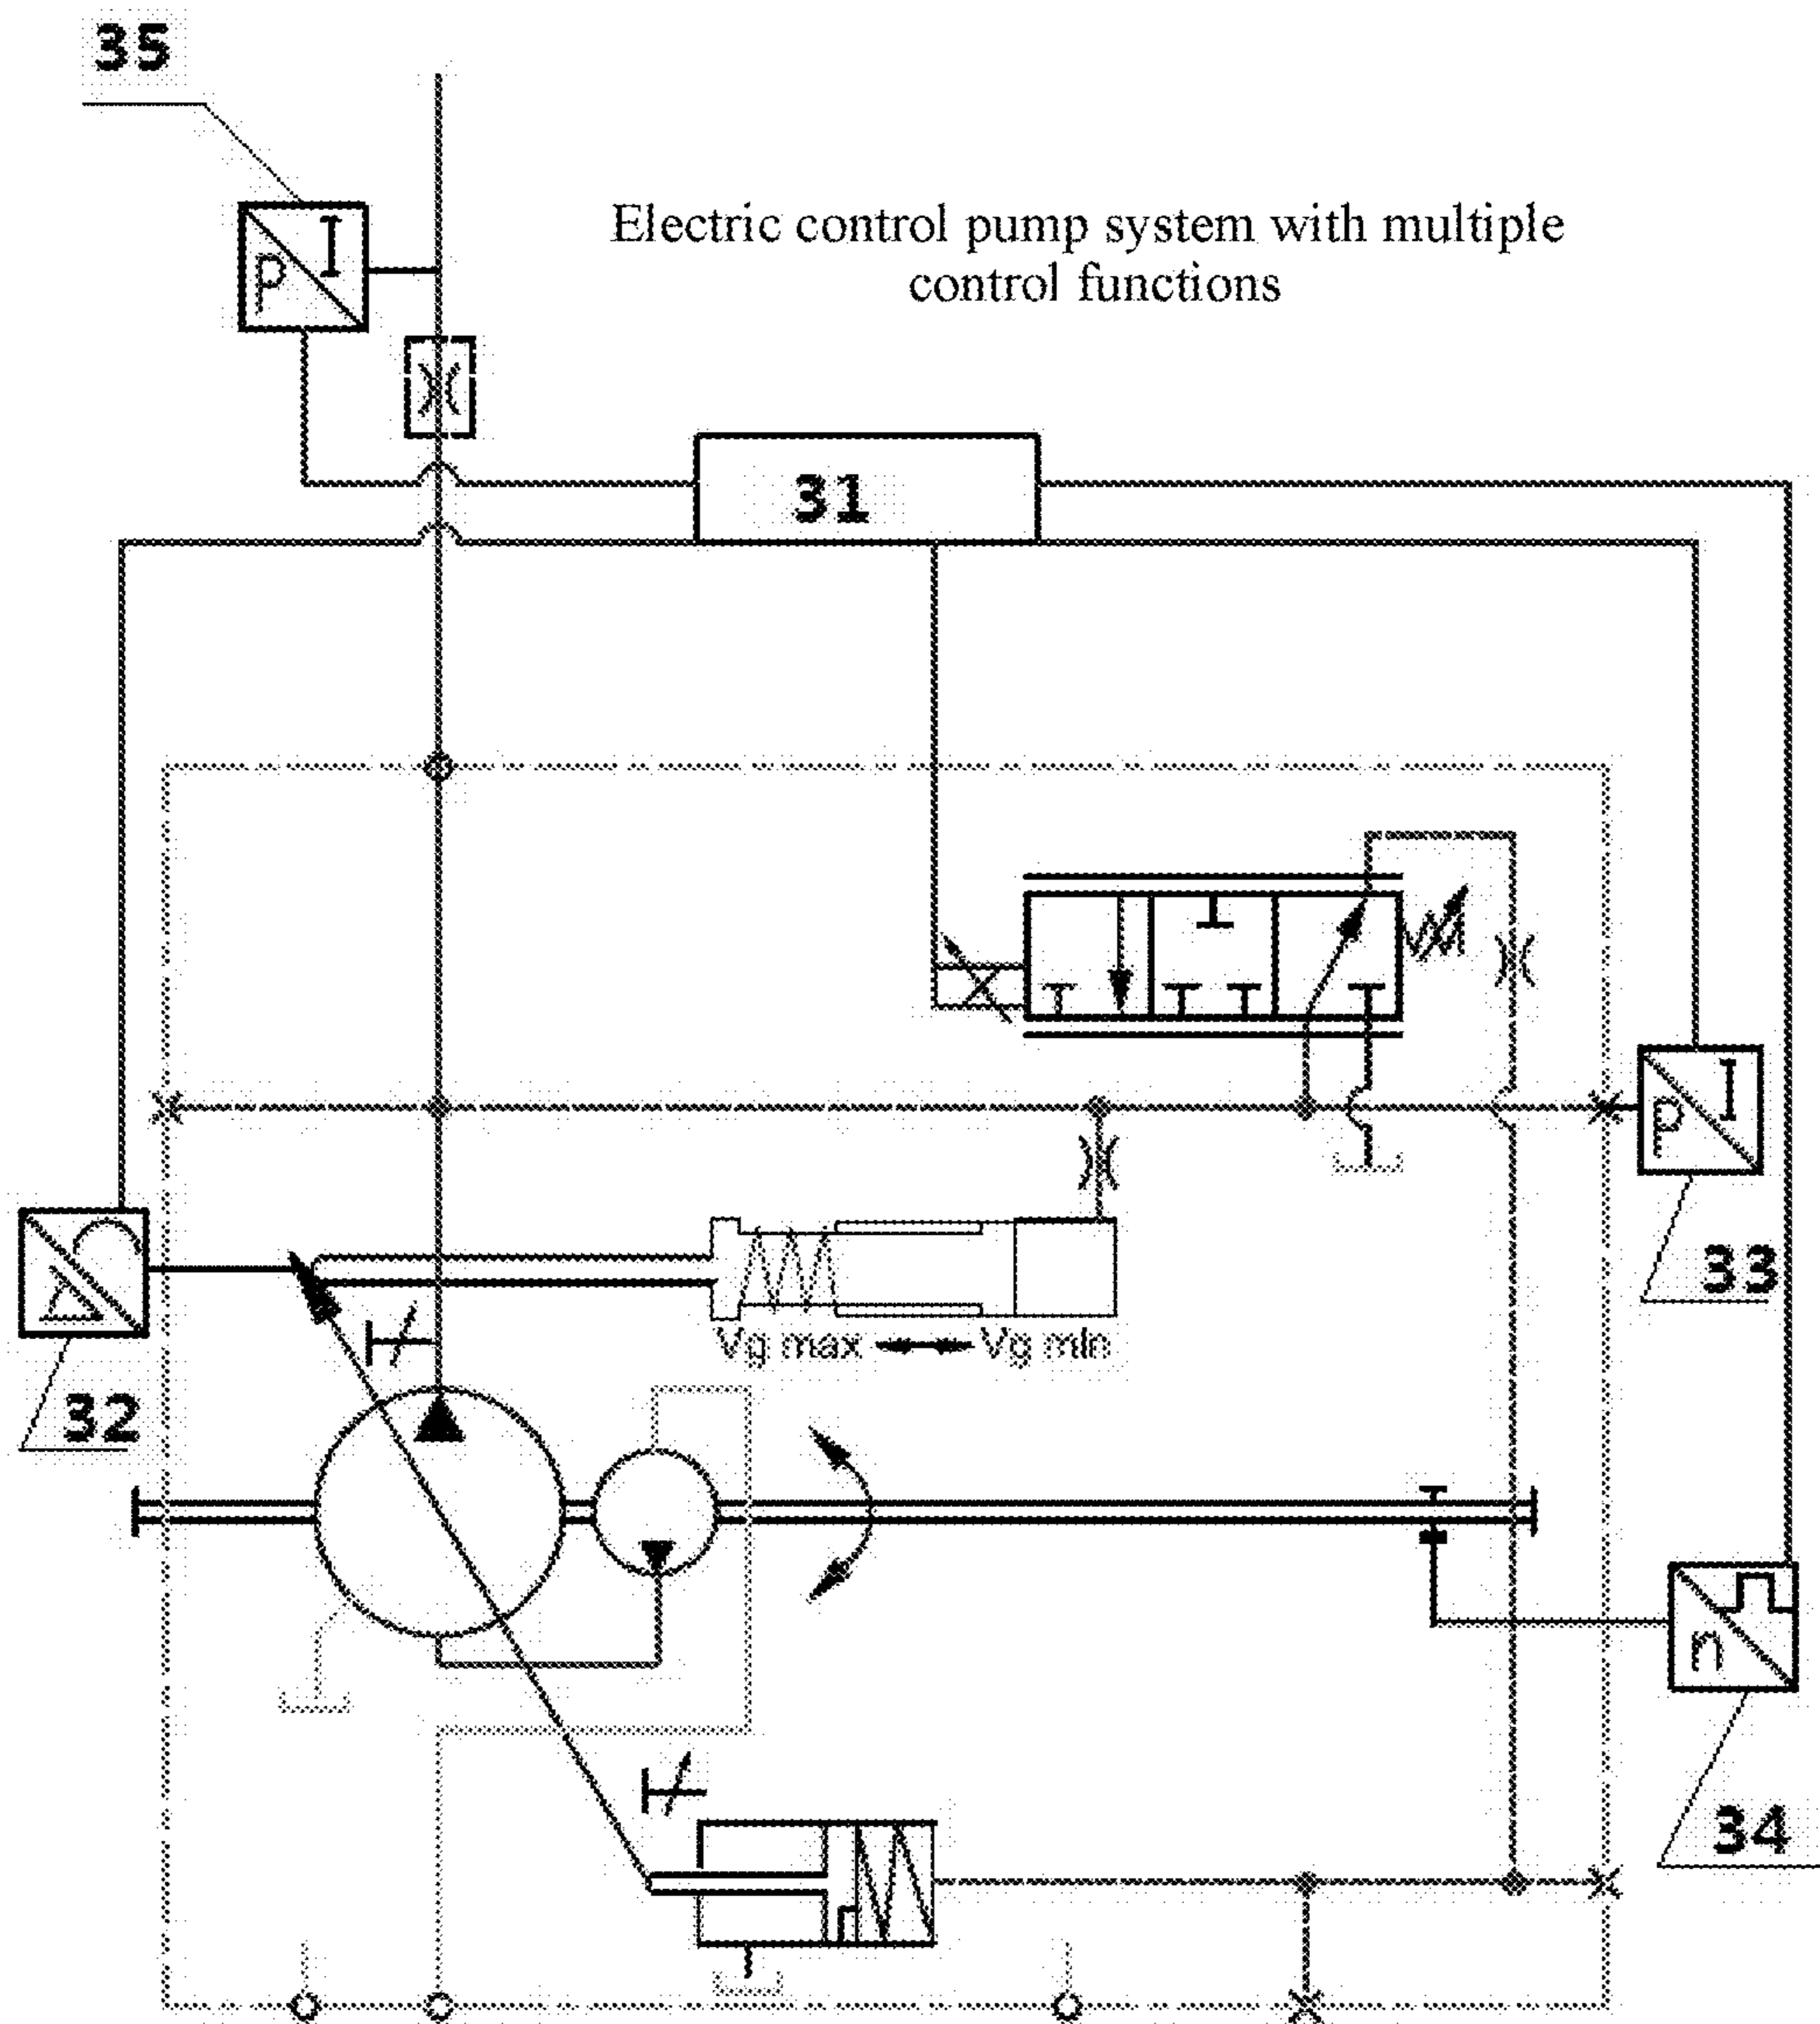 35
Electric control pump system with multiple
control functions
P I
31
P I
33
Vg max Vg min
32
n
34